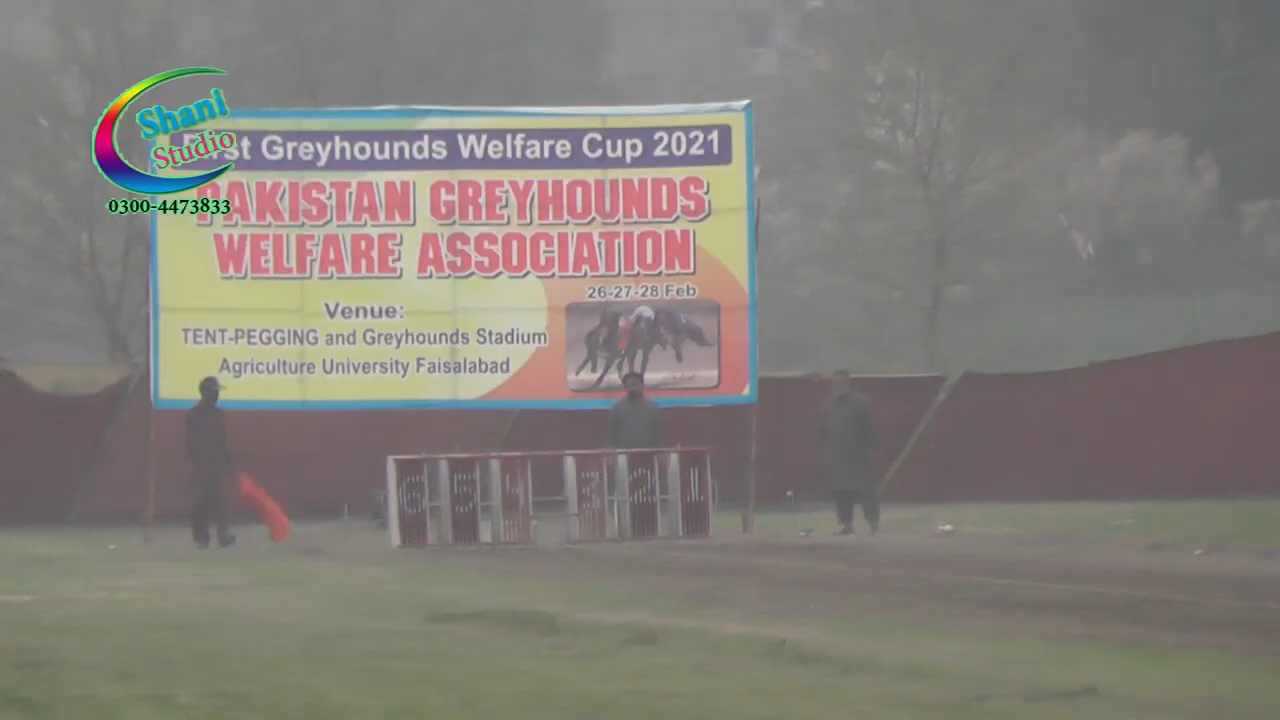 Shani
Studio
0300-4473833
First Greyhounds Welfare Cup 2021
PAKISTAN GREYHOUNDS
WELFARE ASSOCIATION
26-27-28 Feb
Venue:
TENT-PEGGING and Greyhounds Stadium
Agriculture University Faisalabad
6 5 4 3 2 1